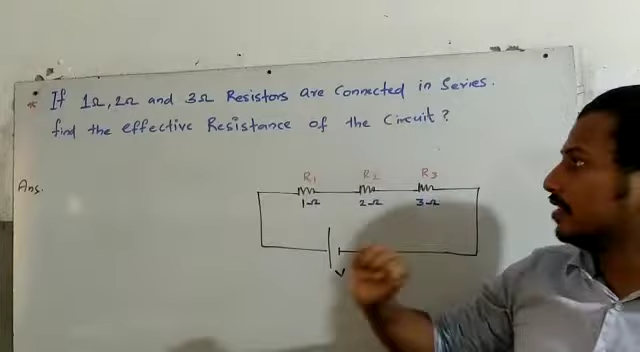 * If 1Ω, 2Ω and 3Ω Resistors are Connected in Series.
find the effective Resistance of the Circuit?
Ans.
R1 R2 R3
1Ω 2Ω 3Ω
V